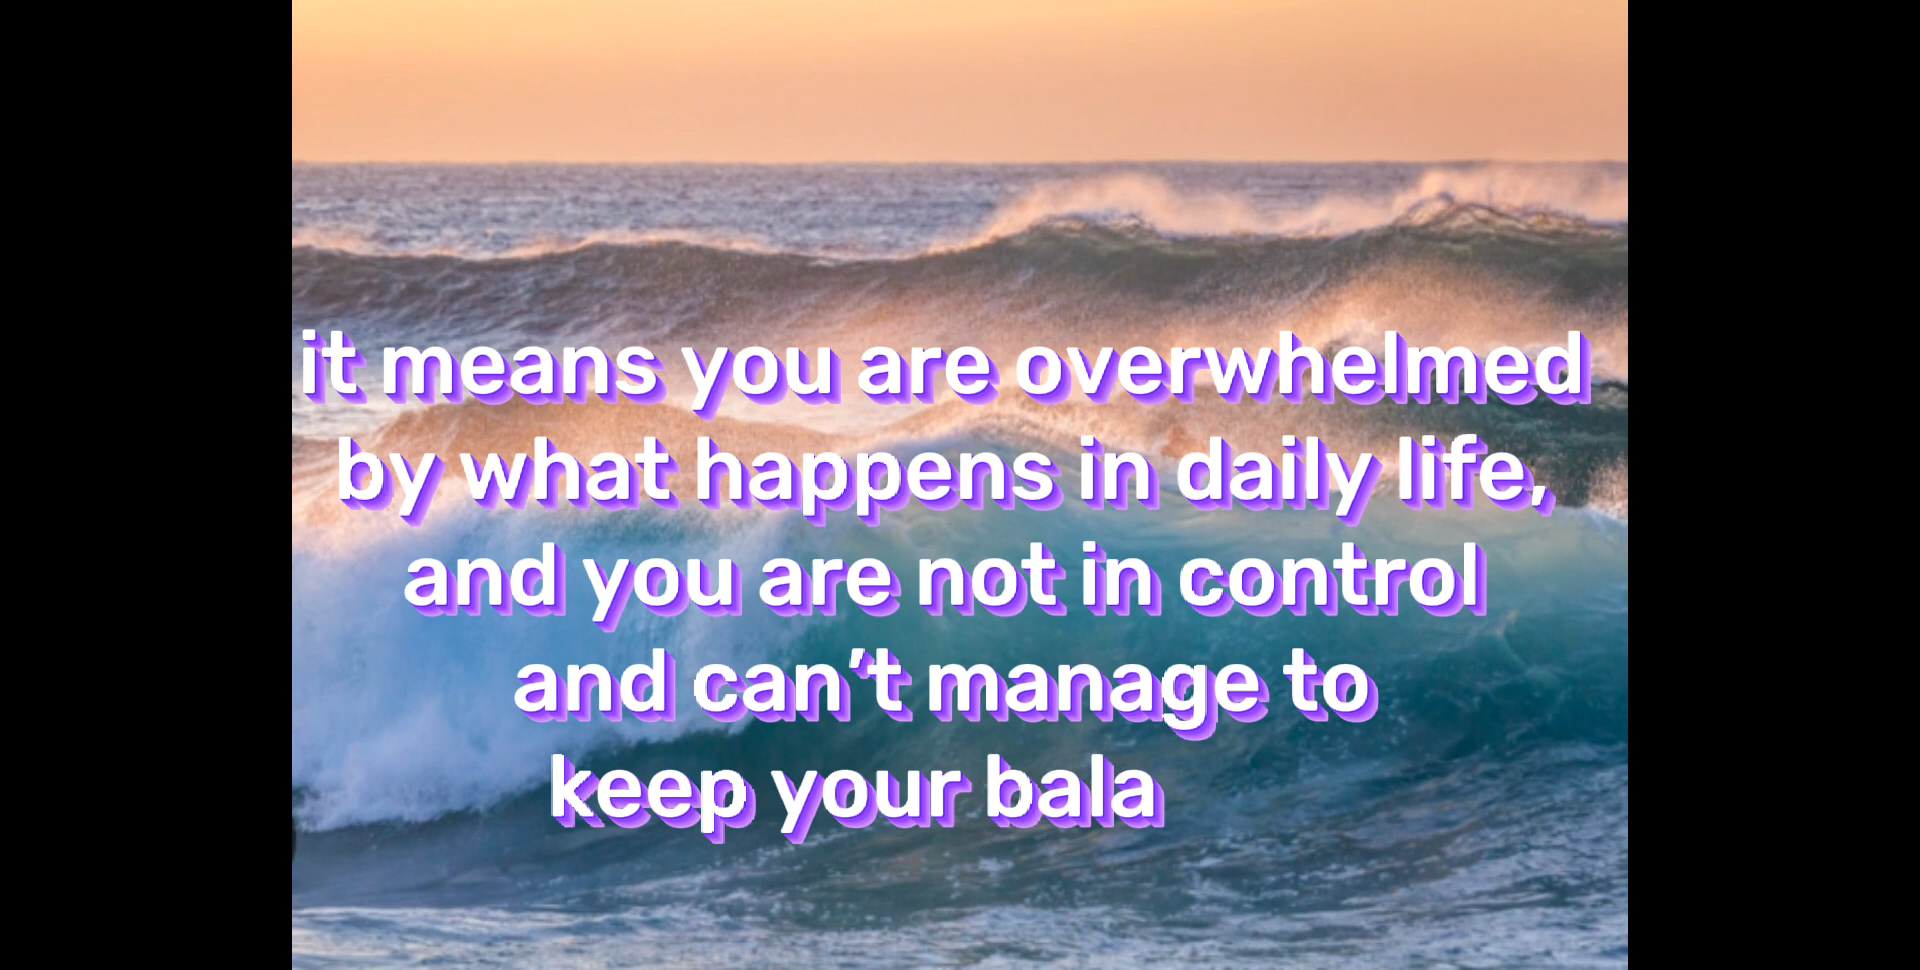 it means you are overwhelmed
by what happens in daily life,
and you are not in control
and can’t manage to
keep your bala